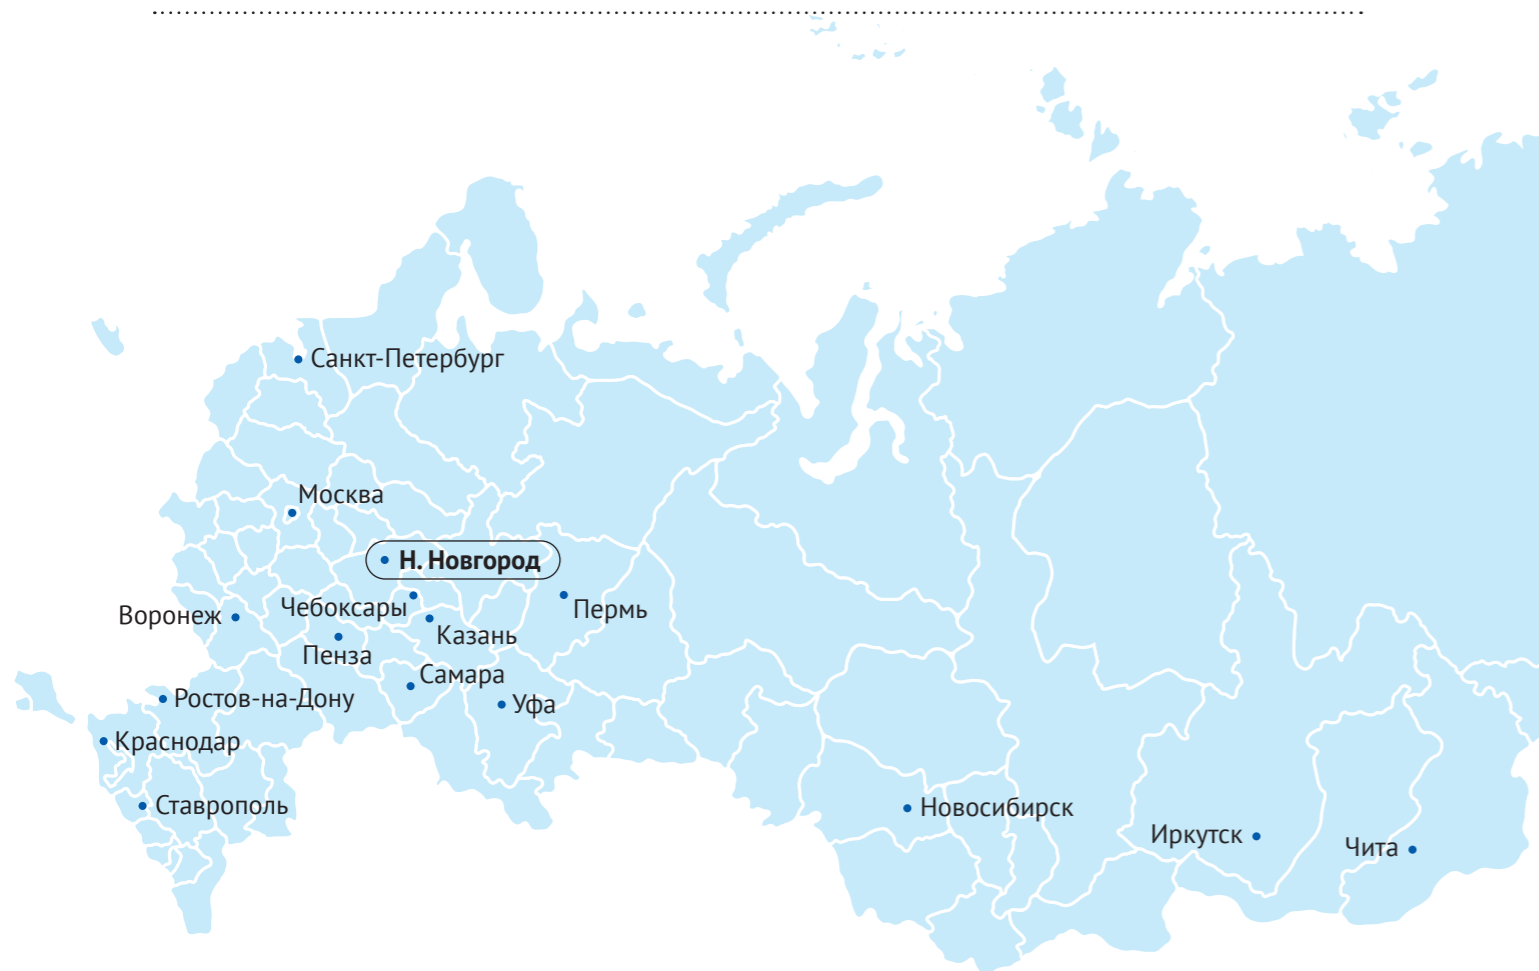 Санкт-Петербург
Москва
Н. Новгород
Чебоксары
Пермь
Воронеж
Казань
Пенза
Самара
Ростов-на-Дону
Уфа
Краснодар
Ставрополь
Новосибирск
Иркутск
Чита